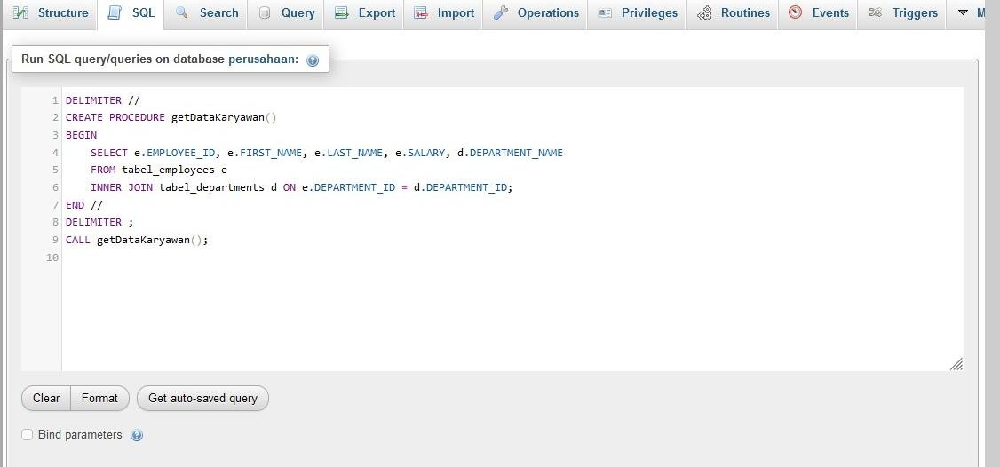 Structure SQL Search Query Export Import Operations Privileges Routines Events Triggers M
Run SQL query/queries on database perusahaan:
1 DELIMITER //
2 CREATE PROCEDURE getDataKaryawan()
3 BEGIN
4 SELECT e.EMPLOYEE_ID, e.FIRST_NAME, e.LAST_NAME, e.SALARY, d.DEPARTMENT_NAME
5 FROM tabel_employees e
6 INNER JOIN tabel_departments d ON e.DEPARTMENT_ID = d.DEPARTMENT_ID;
7 END //
8 DELIMITER ;
9 CALL getDataKaryawan();
10
Clear Format Get auto-saved query
Bind parameters